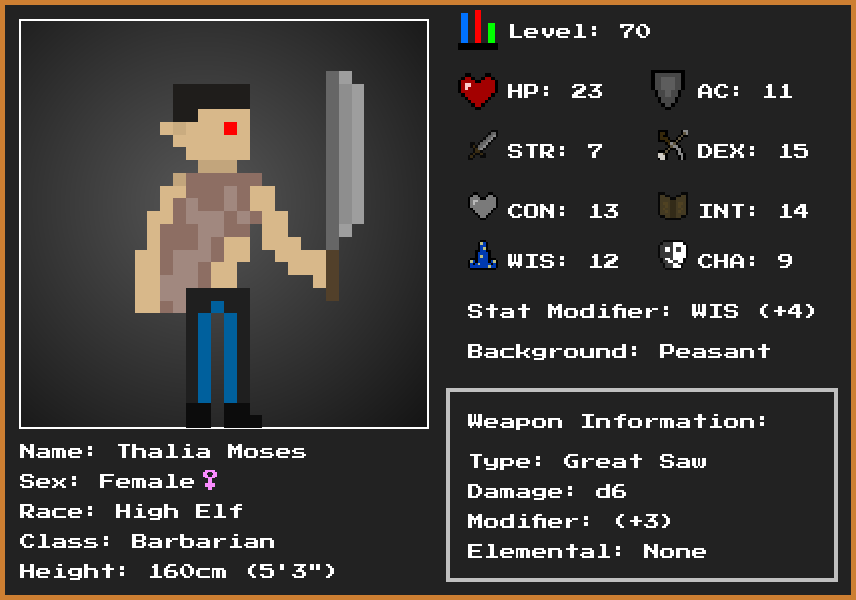 Level: 70
HP: 23 AC: 11
STR: 7 DEX: 15
CON: 13 INT: 14
WIS: 12 CHA: 9
Stat Modifier: WIS (+4)
Background: Peasant
Weapon Information:
Type: Great Saw
Damage: d6
Modifier: (+3)
Elemental: None
Name: Thalia Moses
Sex: Female♀
Race: High Elf
Class: Barbarian
Height: 160cm (5'3")